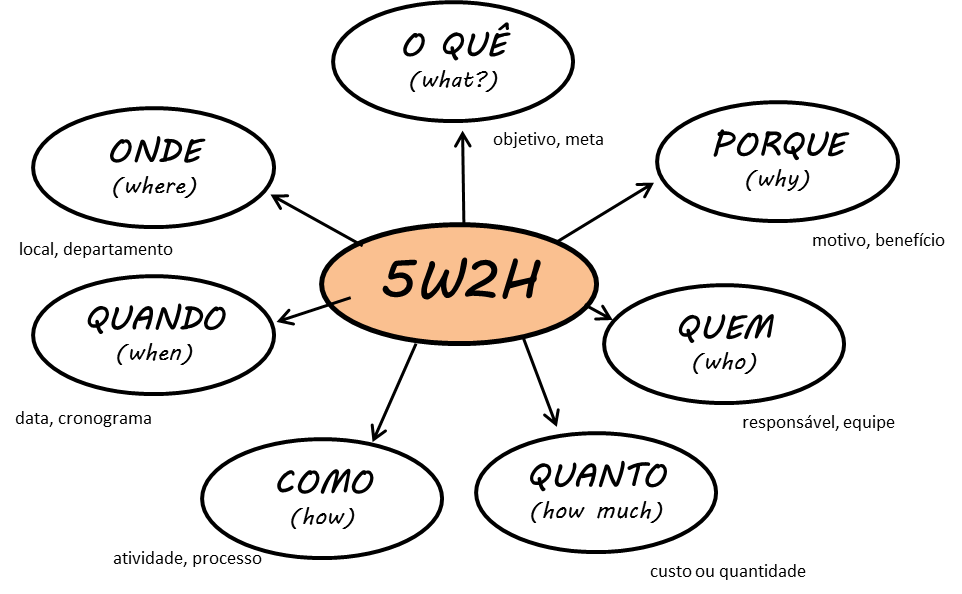 O QUÊ
(what?)
objetivo, meta
ONDE
(where)
local, departamento
PORQUE
(why)
motivo, benefício
5W2H
QUANDO
(when)
data, cronograma
QUEM
(who)
responsável, equipe
COMO
(how)
atividade, processo
QUANTO
(how much)
custo ou quantidade